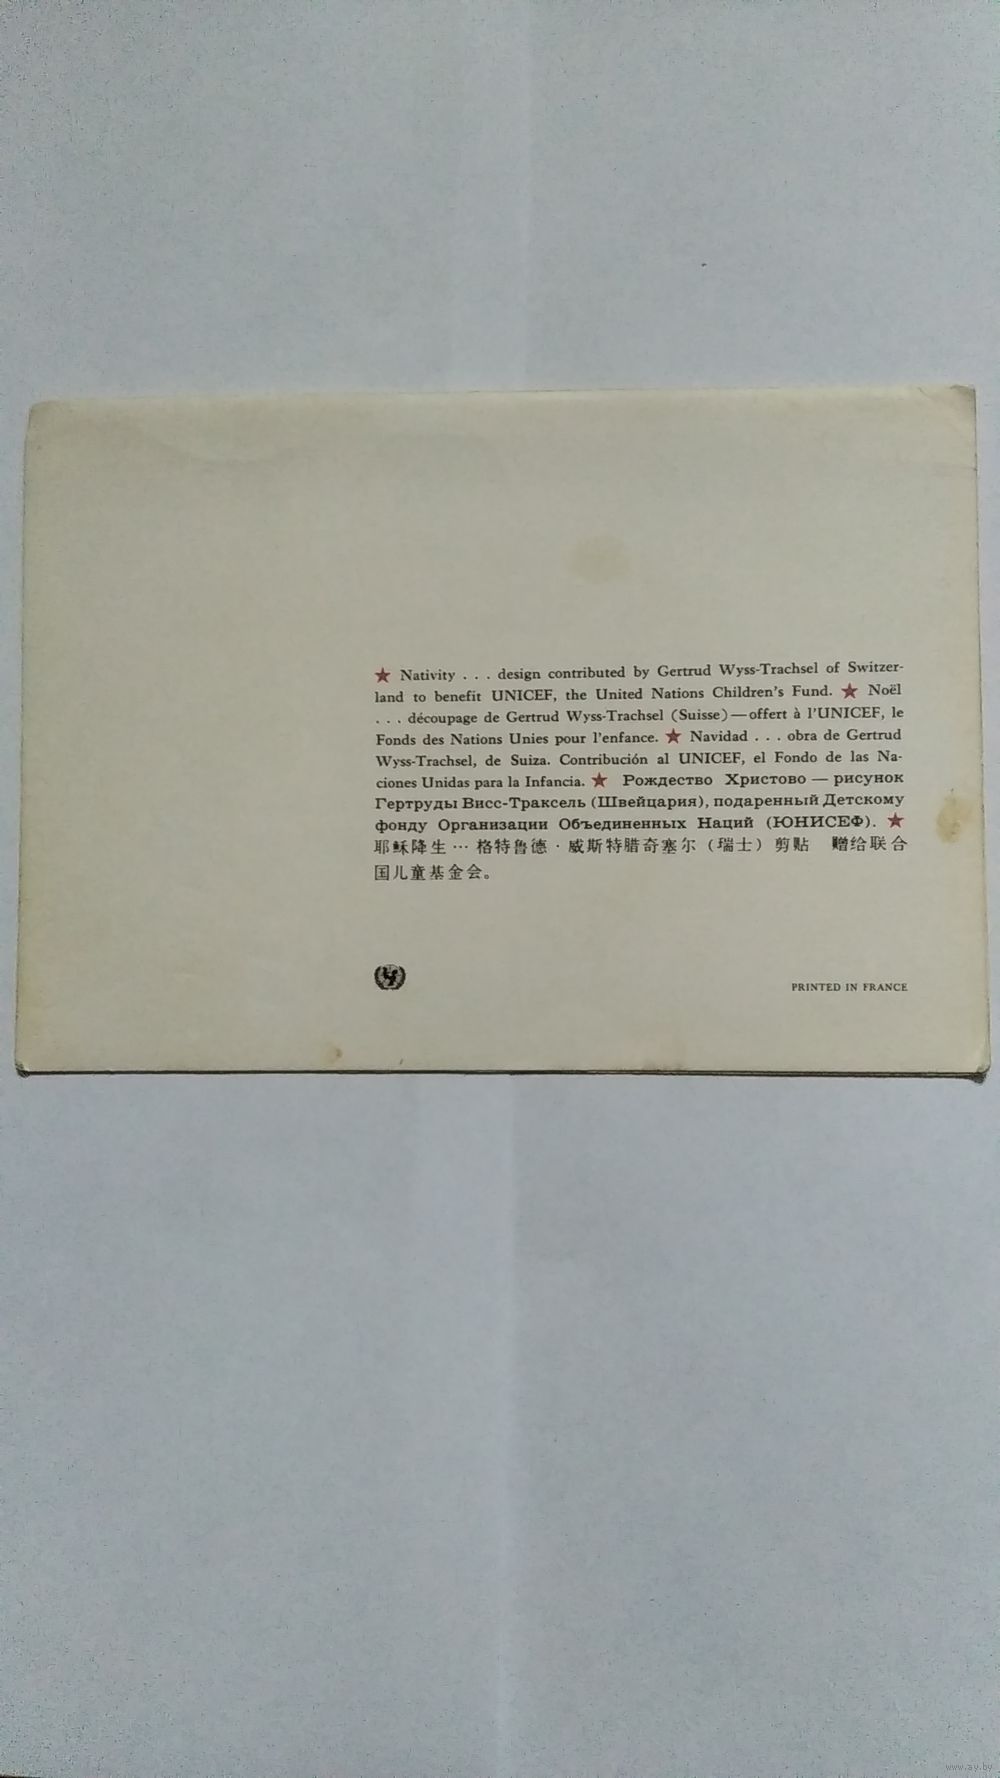 ★ Nativity . . . design contributed by Gertrud Wyss-Trachsel of Switzer-
land to benefit UNICEF, the United Nations Children's Fund. ★ Noël
. . . découpage de Gertrud Wyss-Trachsel (Suisse)—offert à l'UNICEF, le
Fonds des Nations Unies pour l'enfance. ★ Navidad . . . obra de Gertrud
Wyss-Trachsel, de Suiza. Contribución al UNICEF, el Fondo de las Na-
ciones Unidas para la Infancia. ★ Рождество Христово — рисунок
Гертруды Висс-Траксель (Швейцария), подаренный Детскому
фонду Организации Объединенных Наций (ЮНИСЕФ). ★
耶稣降生 … 格特鲁德 · 威斯特腊奇塞尔（瑞士）剪贴 赠给联合
国儿童基金会。
PRINTED IN FRANCE
www.ay.by